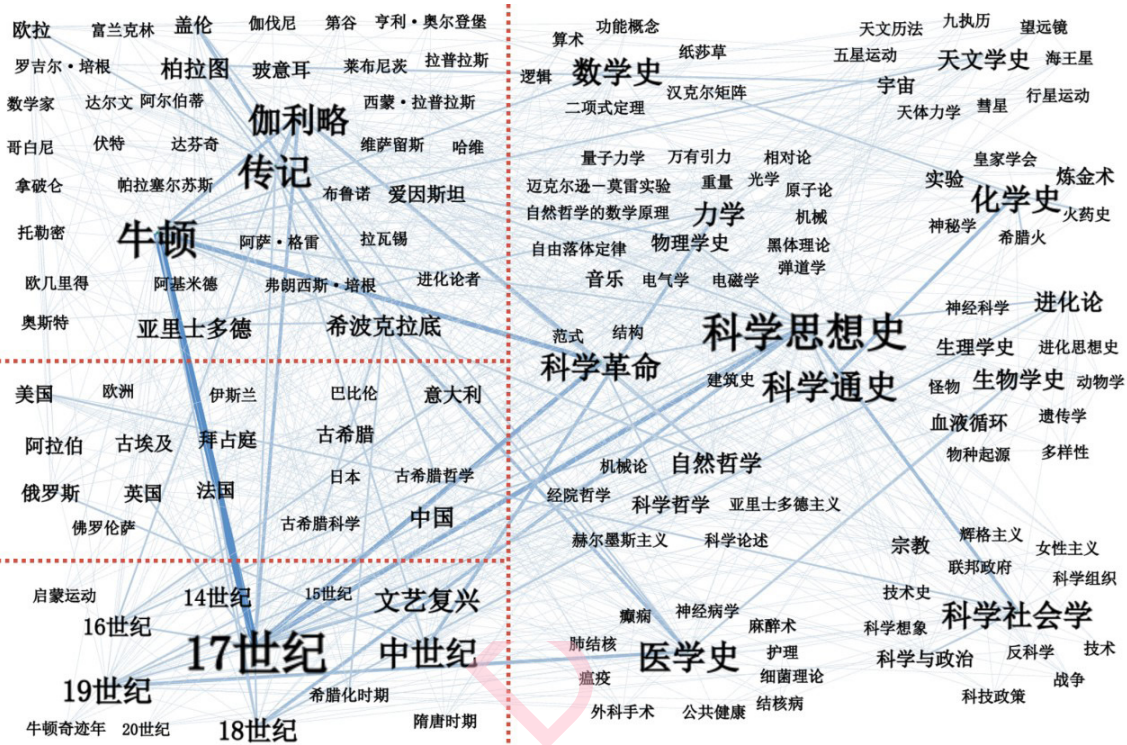 欧拉
富兰克林
盖伦
伽伐尼
第谷
亨利·奥尔登堡
罗吉尔·培根
柏拉图
玻意耳
莱布尼茨
拉普拉斯
数学家
达尔文
阿尔伯蒂
伽利略
西蒙·拉普拉斯
哥白尼
伏特
达芬奇
维萨留斯
哈维
传记
拿破仑
帕拉塞尔苏斯
布鲁诺
爱因斯坦
托勒密
牛顿
阿萨·格雷
拉瓦锡
欧几里得
阿基米德
弗朗西斯·培根
进化论者
奥斯特
亚里士多德
希波克拉底
美国
欧洲
伊斯兰
巴比伦
意大利
阿拉伯
古埃及
拜占庭
古希腊
日本
古希腊哲学
俄罗斯
英国
法国
佛罗伦萨
古希腊科学
中国
启蒙运动
14世纪
15世纪
文艺复兴
16世纪
17世纪
中世纪
19世纪
希腊化时期
牛顿奇迹年
20世纪
18世纪
隋唐时期
功能概念
算术
纸莎草
数学史
逻辑
汉克尔矩阵
二项式定理
天文历法
九执历
望远镜
五星运动
天文学史
海王星
宇宙
行星运动
天体力学
彗星
量子力学
万有引力
相对论
迈克尔逊－莫雷实验
重量
光学
原子论
自然哲学的数学原理
力学
机械
自由落体定律
物理学史
黑体理论
弹道学
音乐
电气学
电磁学
皇家学会
实验
炼金术
化学史
火药史
神秘学
希腊火
范式
结构
科学思想史
科学革命
建筑史
科学通史
神经科学
进化论
生理学史
进化思想史
怪物
生物学史
动物学
血液循环
遗传学
物种起源
多样性
机械论
自然哲学
经院哲学
科学哲学
亚里士多德主义
赫尔墨斯主义
科学论述
宗教
辉格主义
女性主义
联邦政府
科学组织
技术史
科学社会学
科学想象
科学与政治
反科学
技术
战争
科技政策
癫痫
神经病学
麻醉术
肺结核
医学史
护理
瘟疫
细菌理论
外科手术
公共健康
结核病